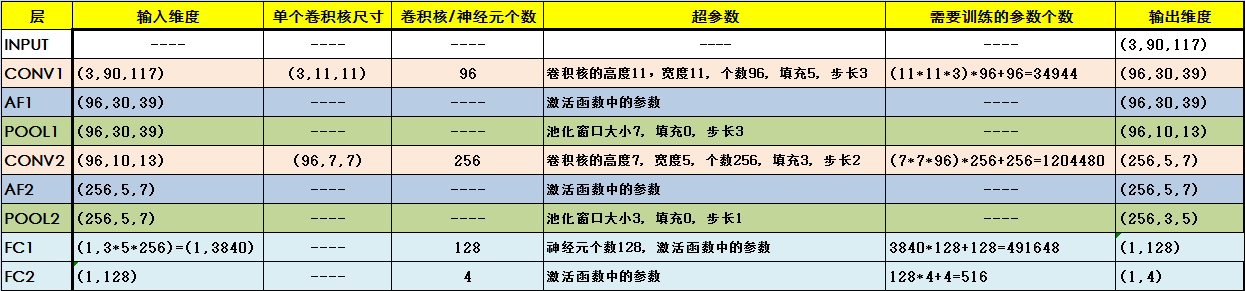 层 输入维度 单个卷积核尺寸 卷积核/神经元个数 超参数 需要训练的参数个数 输出维度
INPUT ---- ---- ---- ---- ---- (3,90,117)
CONV1 (3,90,117) (3,11,11) 96 卷积核的高度11，宽度11，个数96，填充5，步长3 (11*11*3)*96+96=34944 (96,30,39)
AF1 (96,30,39) ---- ---- 激活函数中的参数 ---- (96,30,39)
POOL1 (96,30,39) ---- ---- 池化窗口大小7，填充0，步长3 ---- (96,10,13)
CONV2 (96,10,13) (96,7,7) 256 卷积核的高度7，宽度5，个数256，填充3，步长2 (7*7*96)*256+256=1204480 (256,5,7)
AF2 (256,5,7) ---- ---- 激活函数中的参数 ---- (256,5,7)
POOL2 (256,5,7) ---- ---- 池化窗口大小3，填充0，步长1 ---- (256,3,5)
FC1 (1,3*5*256)=(1,3840) ---- 128 神经元个数128，激活函数中的参数 3840*128+128=491648 (1,128)
FC2 (1,128) ---- 4 激活函数中的参数 128*4+4=516 (1,4)